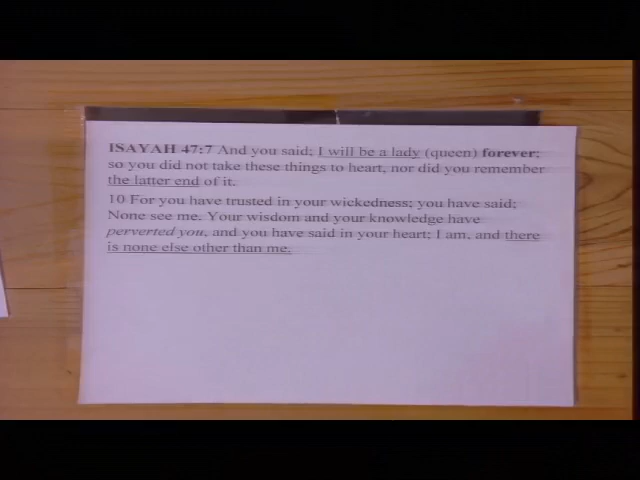 ISAYAH 47:7 And you said; I will be a lady (queen) forever;
so you did not take these things to heart, nor did you remember
the latter end of it.
10 For you have trusted in your wickedness; you have said;
None see me. Your wisdom and your knowledge have
perverted you, and you have said in your heart; I am, and there
is none else other than me.